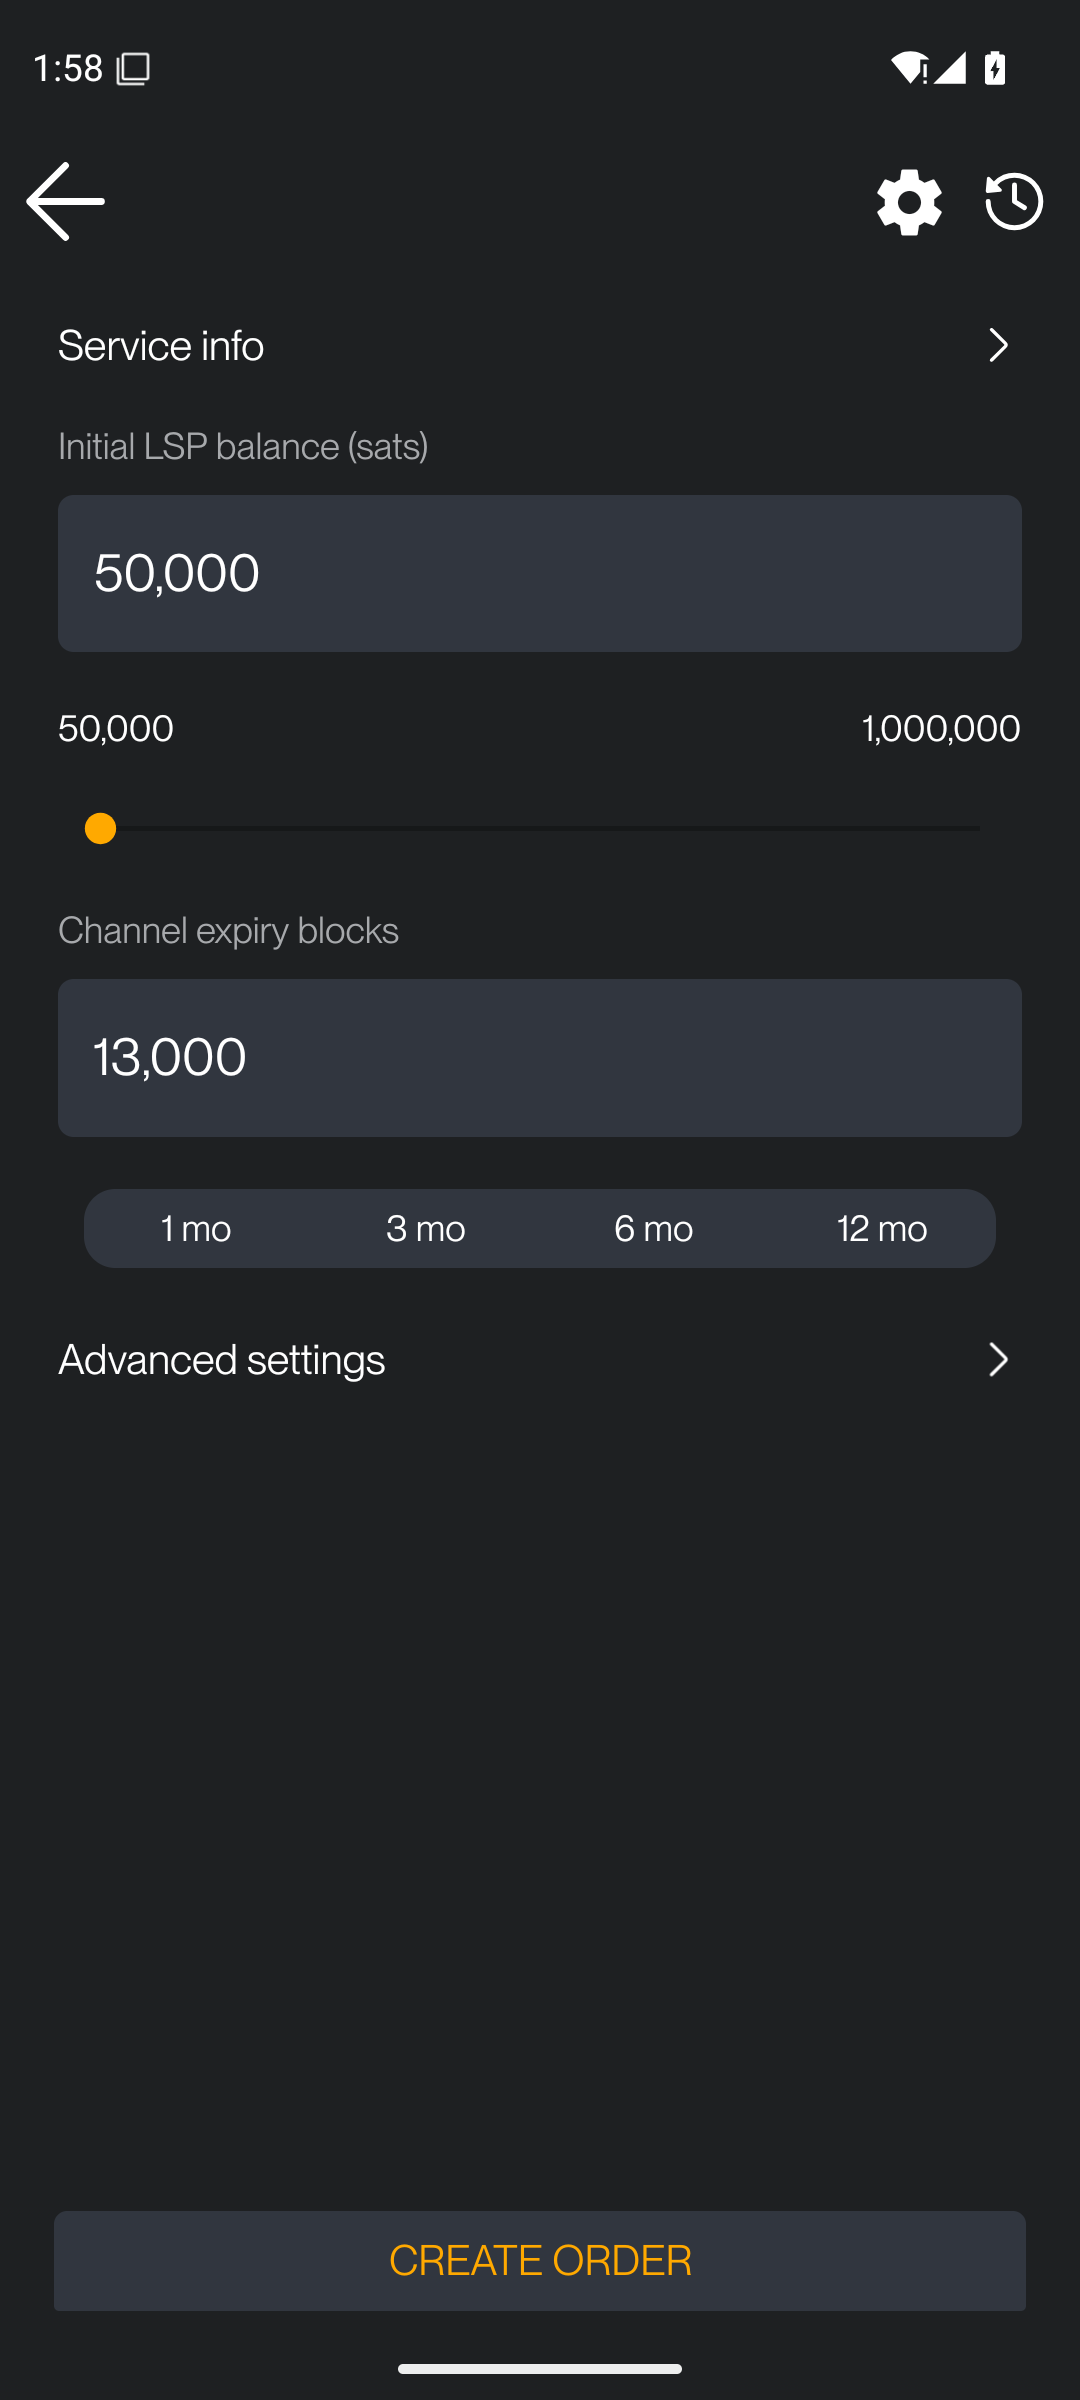 1:58
Service info
Initial LSP balance (sats)
50,000
50,000 1,000,000
Channel expiry blocks
13,000
1 mo 3 mo 6 mo 12 mo
Advanced settings
CREATE ORDER